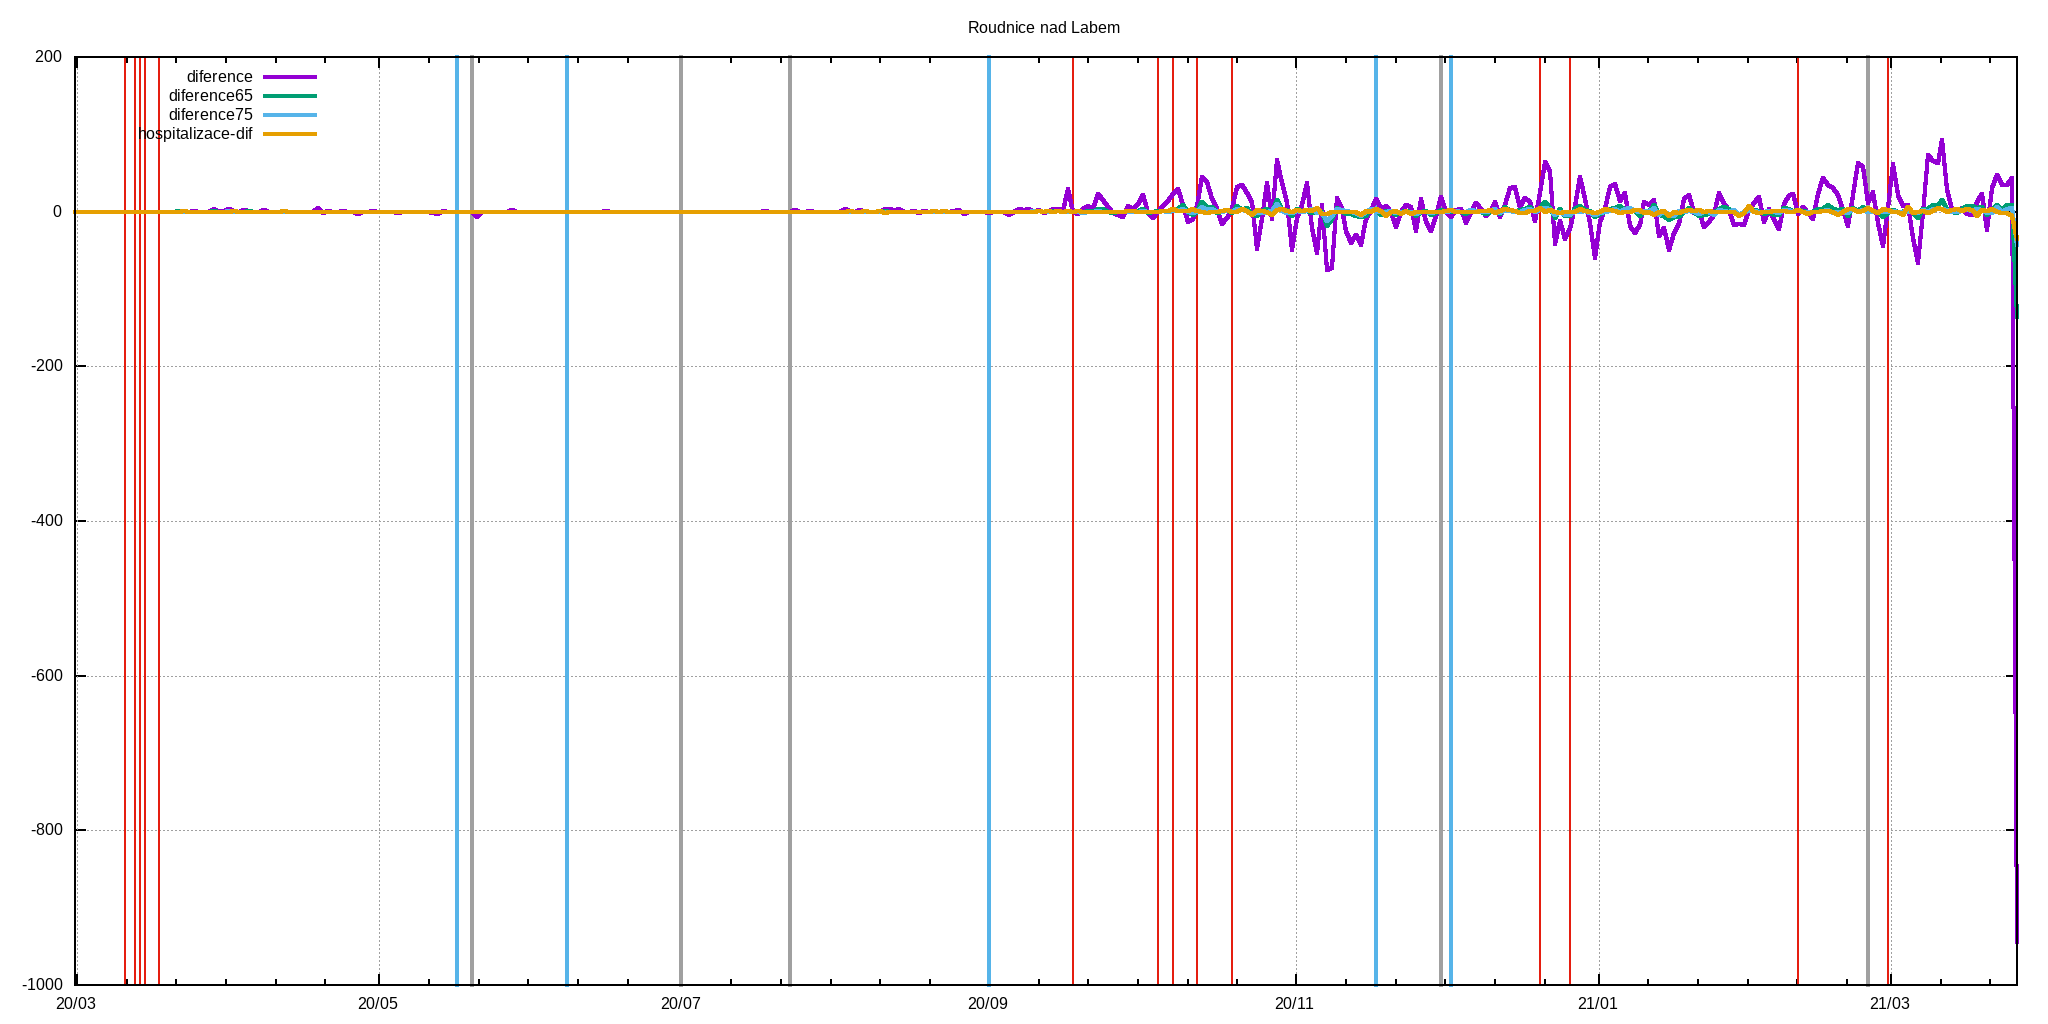 Roudnice nad Labem
200
diference
diference65
diference75
hospitalizace-dif
0
-200
-400
-600
-800
-1000
20/03 20/05 20/07 20/09 20/11 21/01 21/03